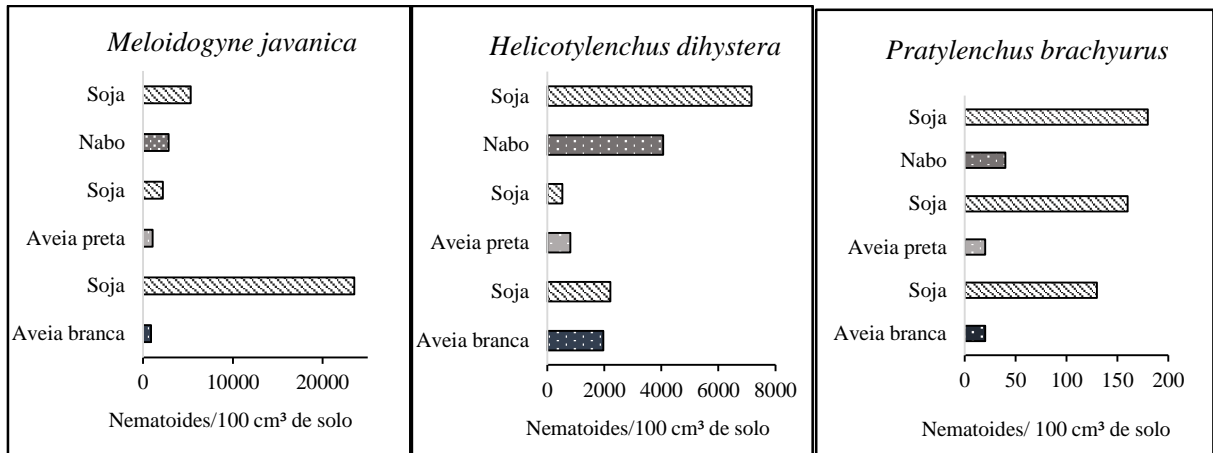 Meloidogyne javanica
Soja
Nabo
Soja
Aveia preta
Soja
Aveia branca
0 10000 20000
Nematoides/100 cm³ de solo
Helicotylenchus dihystera
Soja
Nabo
Soja
Aveia preta
Soja
Aveia branca
0 2000 4000 6000 8000
Nematoides/100 cm³ de solo
Pratylenchus brachyurus
Soja
Nabo
Soja
Aveia preta
Soja
Aveia branca
0 50 100 150 200
Nematoides/ 100 cm³ de solo